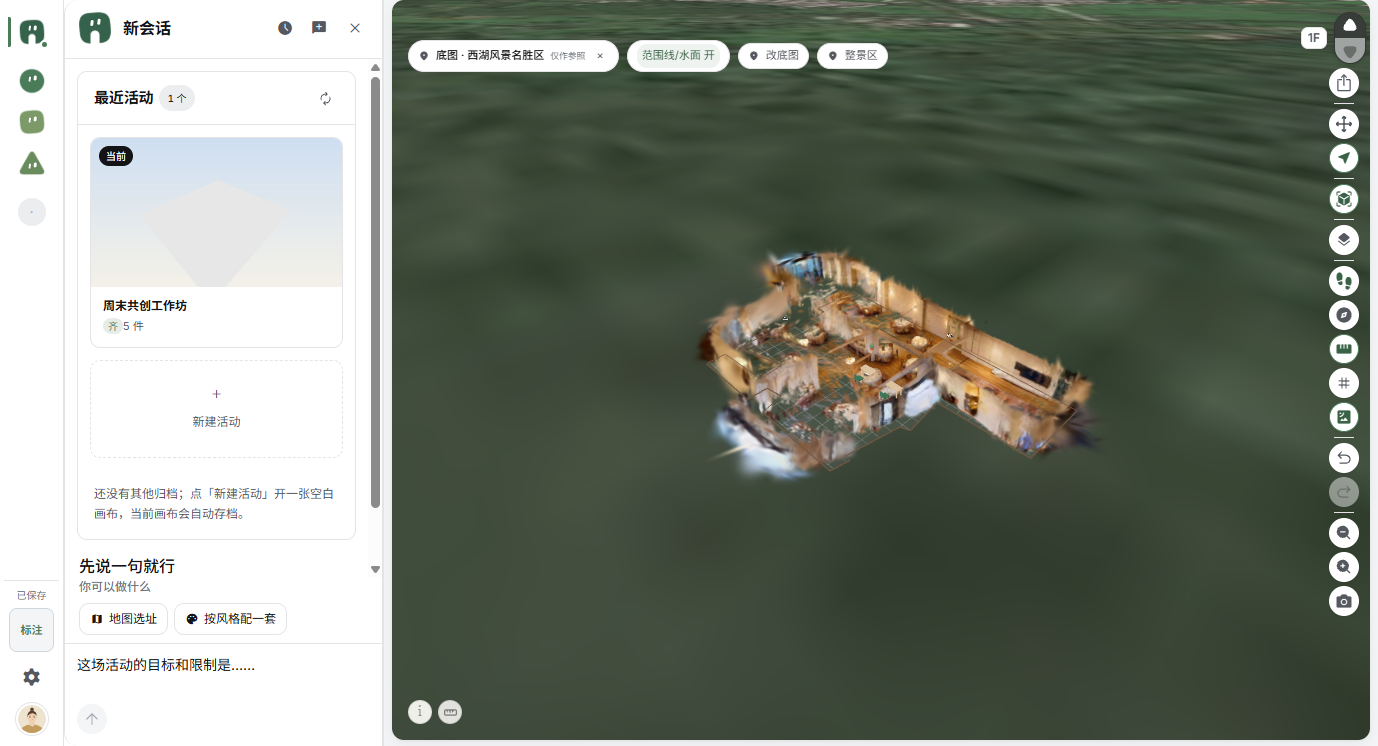 新会话
最近活动 1 个
当前
周末共创工作坊
齐 5 件
+
新建活动
还没有其他归档；点「新建活动」开一张空白
画布，当前画布会自动存档。
先说一句就行
你可以做什么
地图选址 按风格配一套
这场活动的目标和限制是......
已保存
标注
底图 · 西湖风景名胜区 仅作参照 ×
范围线/水面 开
改底图
整景区
1F